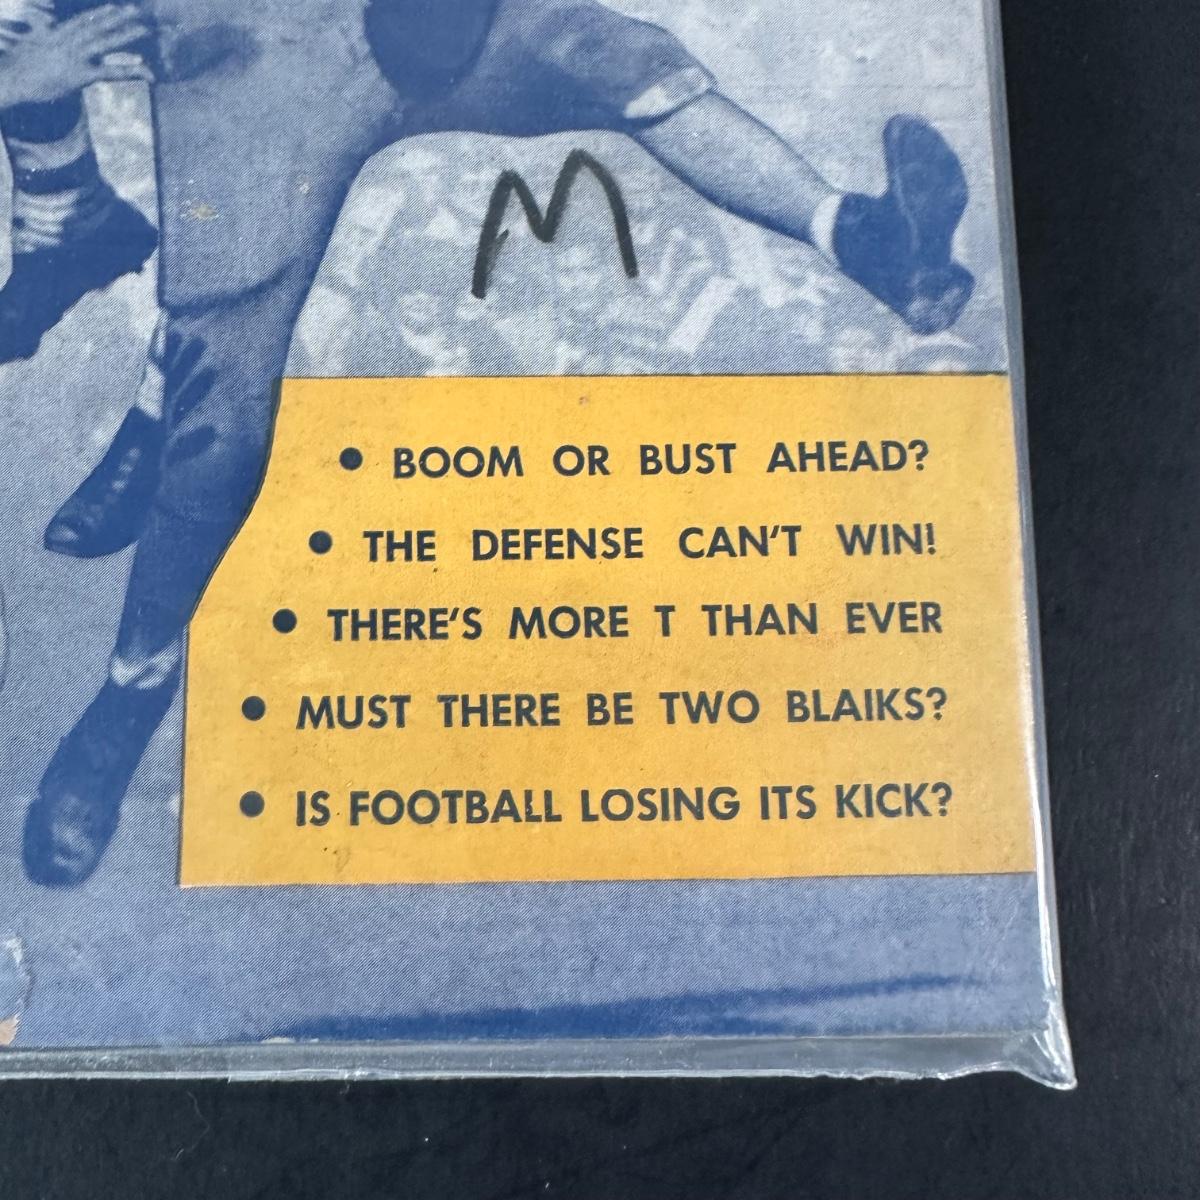 M
• BOOM OR BUST AHEAD?
• THE DEFENSE CAN'T WIN!
• THERE'S MORE T THAN EVER
• MUST THERE BE TWO BLAIKS?
• IS FOOTBALL LOSING ITS KICK?